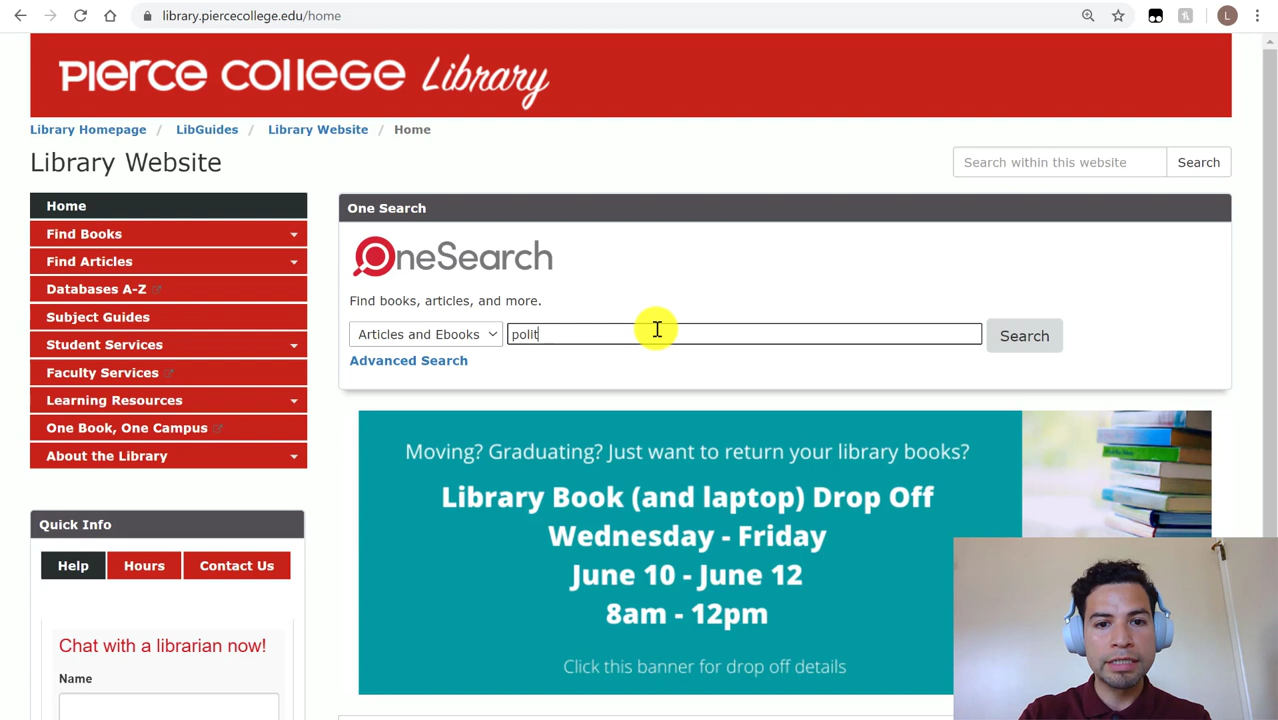 library.piercecollege.edu/home
L
PIERCE COLLEGE Library
Library Homepage / LibGuides / Library Website / Home
Library Website
Search within this website
Search
Home
Find Books
Find Articles
Databases A-Z
Subject Guides
Student Services
Faculty Services
Learning Resources
One Book, One Campus
About the Library
One Search
OneSearch
Find books, articles, and more.
Articles and Ebooks
polit
Search
Advanced Search
Moving? Graduating? Just want to return your library books?
Library Book (and laptop) Drop Off
Wednesday - Friday
June 10 - June 12
8am - 12pm
Click this banner for drop off details
Quick Info
Help
Hours
Contact Us
Chat with a librarian now!
Name